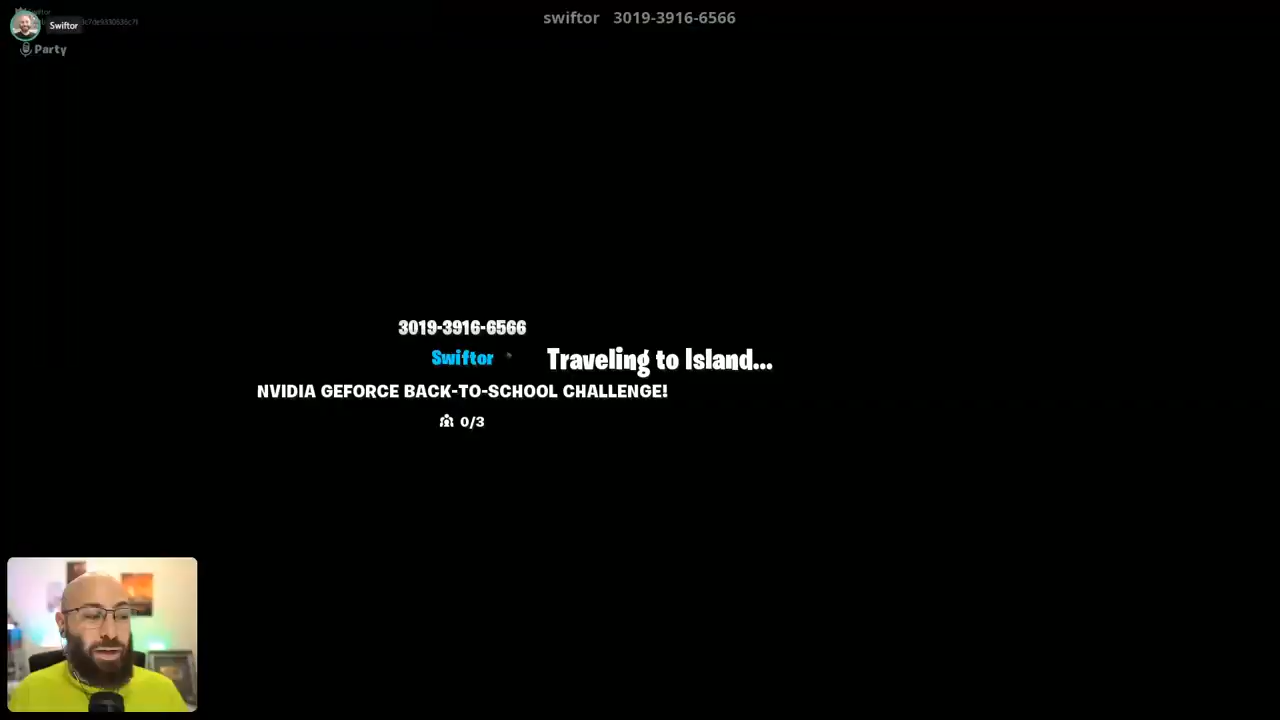 swiftor 3019-3916-6566
Swiftor
Party
3019-3916-6566
Swiftor
Traveling to Island...
NVIDIA GEFORCE BACK-TO-SCHOOL CHALLENGE!
0/3